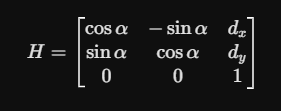 H = [ cos α  − sin α  d_x
sin α  cos α  d_y
0  0  1 ]